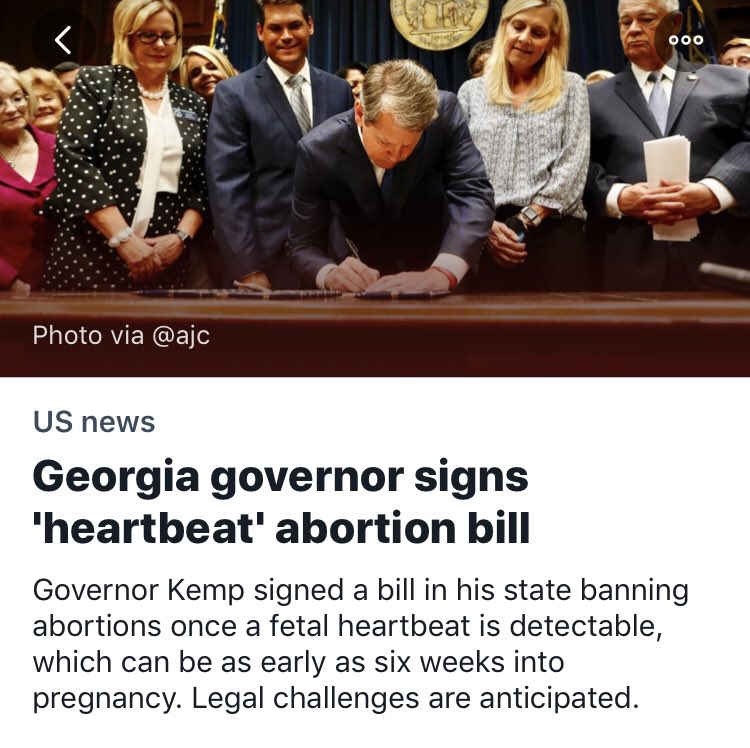 Photo via @ajc
US news
Georgia governor signs
'heartbeat' abortion bill
Governor Kemp signed a bill in his state banning
abortions once a fetal heartbeat is detectable,
which can be as early as six weeks into
pregnancy. Legal challenges are anticipated.